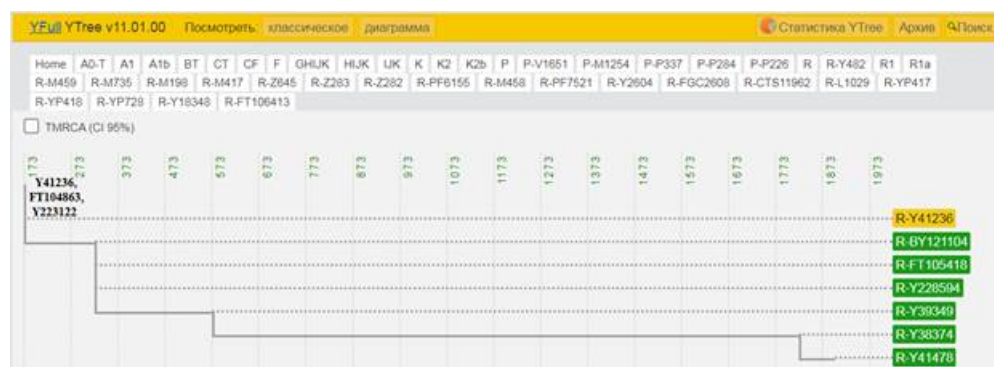 YFull YTree v11.01.00 Посмотреть: классическое диаграмма Статистика YTree Архив Поиск
Home A0-T A1 A1b BT CT CF F GHIJK HIJK IJK K K2 K2b P P-V1651 P-M1254 P-P337 P-P284 P-P226 R R-Y482 R1 R1a
R-M459 R-M735 R-M198 R-M417 R-Z645 R-Z283 R-Z282 R-PF6155 R-M458 R-PF7521 R-Y2604 R-FGC2608 R-CTS11962 R-L1029 R-YP417
R-YP418 R-YP728 R-Y18348 R-FT106413
TMRCA (CI 95%)
173 273 373 473 573 673 773 873 973 1073 1173 1273 1373 1473 1573 1673 1773 1873 1973
Y41236,
FT104863,
Y223122
R-Y41236
R-BY121104
R-FT105418
R-Y228594
R-Y39349
R-Y38374
R-Y41478